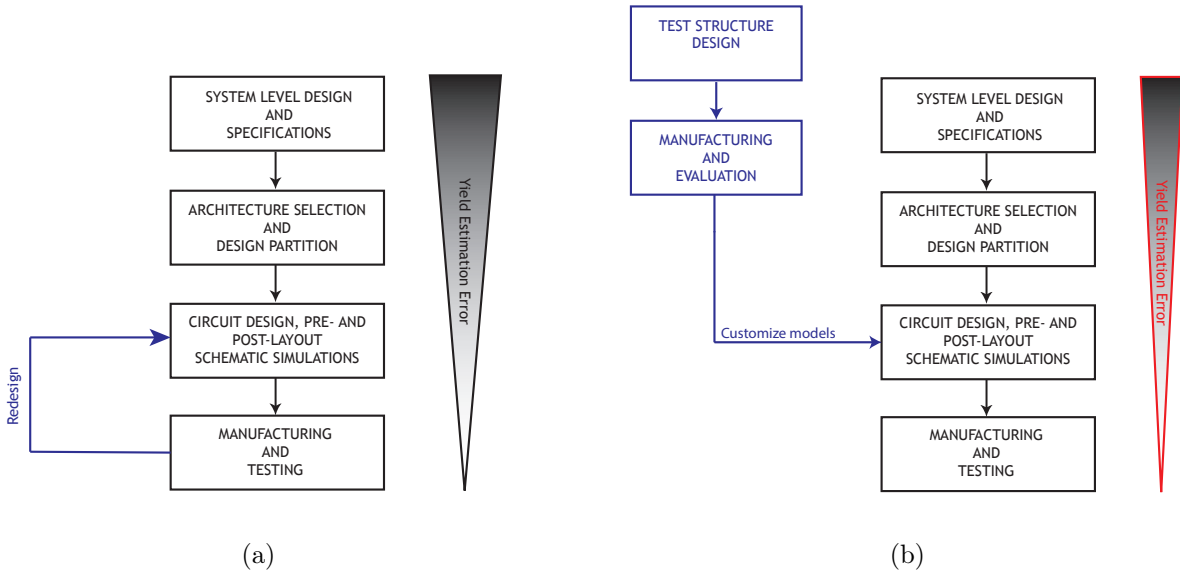 SYSTEM LEVEL DESIGN
AND
SPECIFICATIONS
ARCHITECTURE SELECTION
AND
DESIGN PARTITION
CIRCUIT DESIGN, PRE- AND
POST-LAYOUT
SCHEMATIC SIMULATIONS
MANUFACTURING
AND
TESTING
Redesign
Yield Estimation Error
(a)
TEST STRUCTURE
DESIGN
MANUFACTURING
AND
EVALUATION
Customize models
SYSTEM LEVEL DESIGN
AND
SPECIFICATIONS
ARCHITECTURE SELECTION
AND
DESIGN PARTITION
CIRCUIT DESIGN, PRE- AND
POST-LAYOUT
SCHEMATIC SIMULATIONS
MANUFACTURING
AND
TESTING
Yield Estimation Error
(b)